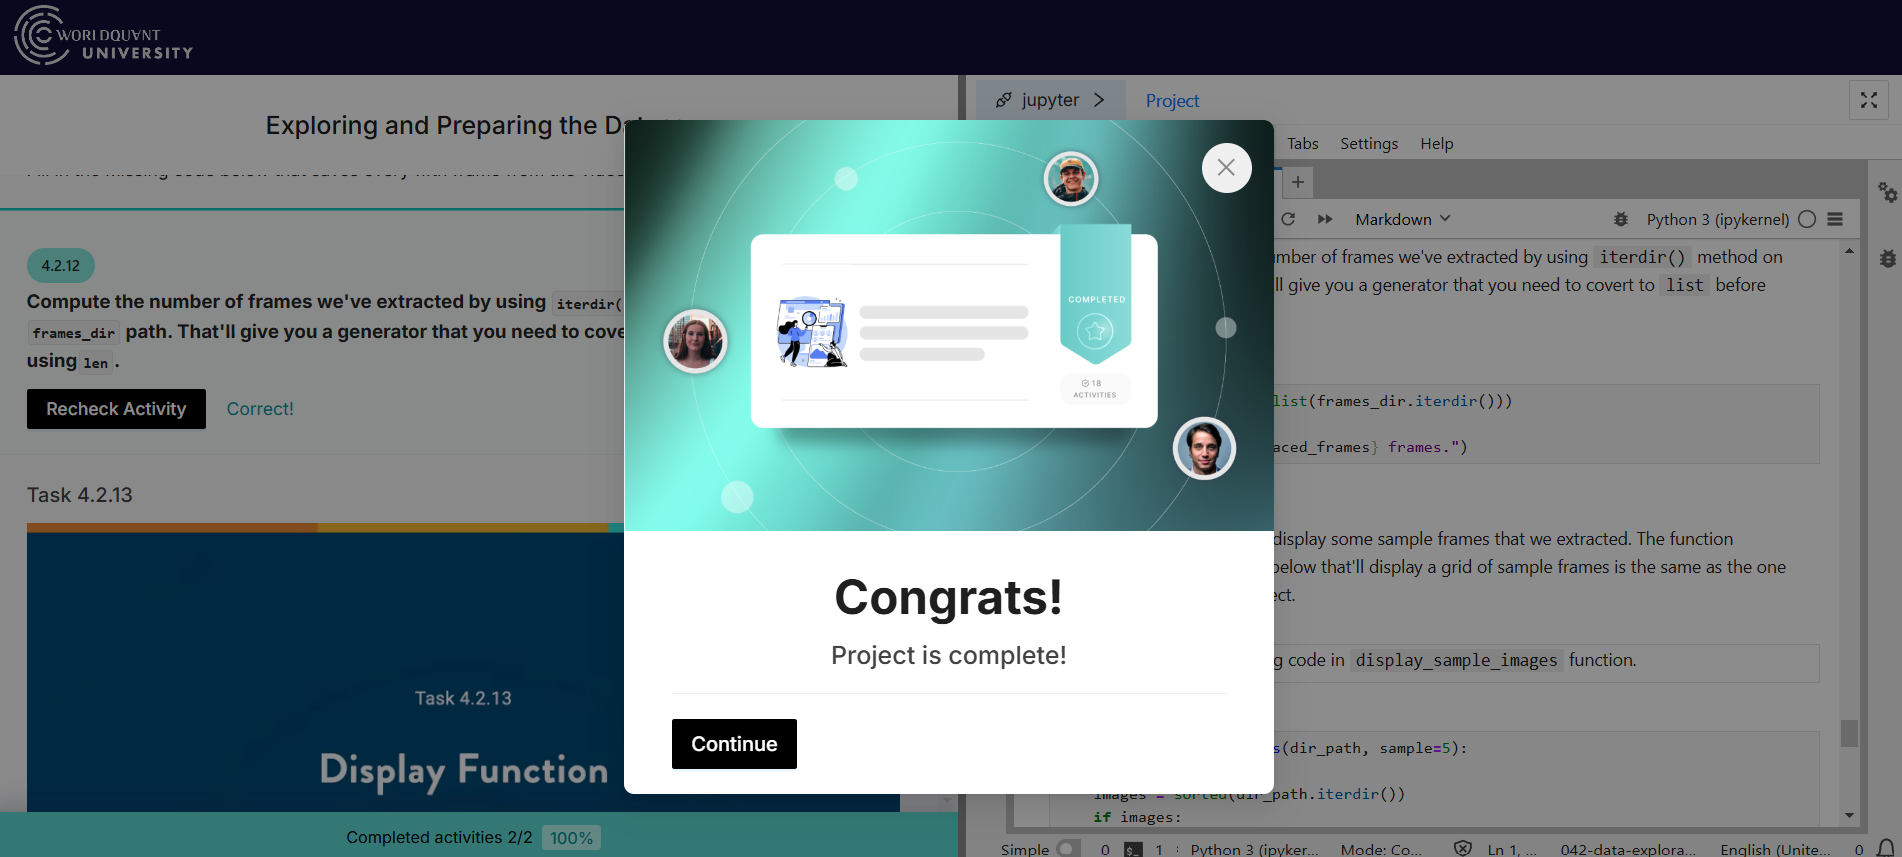 WORLDQUANT
UNIVERSITY
Exploring and Preparing the Da
4.2.12
Compute the number of frames we've extracted by using iterdir(
frames_dir path. That'll give you a generator that you need to cove
using len .
Recheck Activity
Correct!
Task 4.2.13
Task 4.2.13
Display Function
Completed activities 2/2 100%
COMPLETED
18
ACTIVITIES
Congrats!
Project is complete!
Continue
jupyter
Project
Tabs Settings Help
Markdown
Python 3 (ipykernel)
mber of frames we've extracted by using iterdir() method on
ll give you a generator that you need to covert to list before
list(frames_dir.iterdir()))
aced_frames} frames.")
display some sample frames that we extracted. The function
below that'll display a grid of sample frames is the same as the one
ect.
g code in display_sample_images function.
s(dir_path, sample=5):
images = sorted(dir_path.iterdir())
if images:
Simple 0 $_ 1 Python 3 (ipyker... Mode: Co... Ln 1, ... 042-data-explora... English (Unite... 0